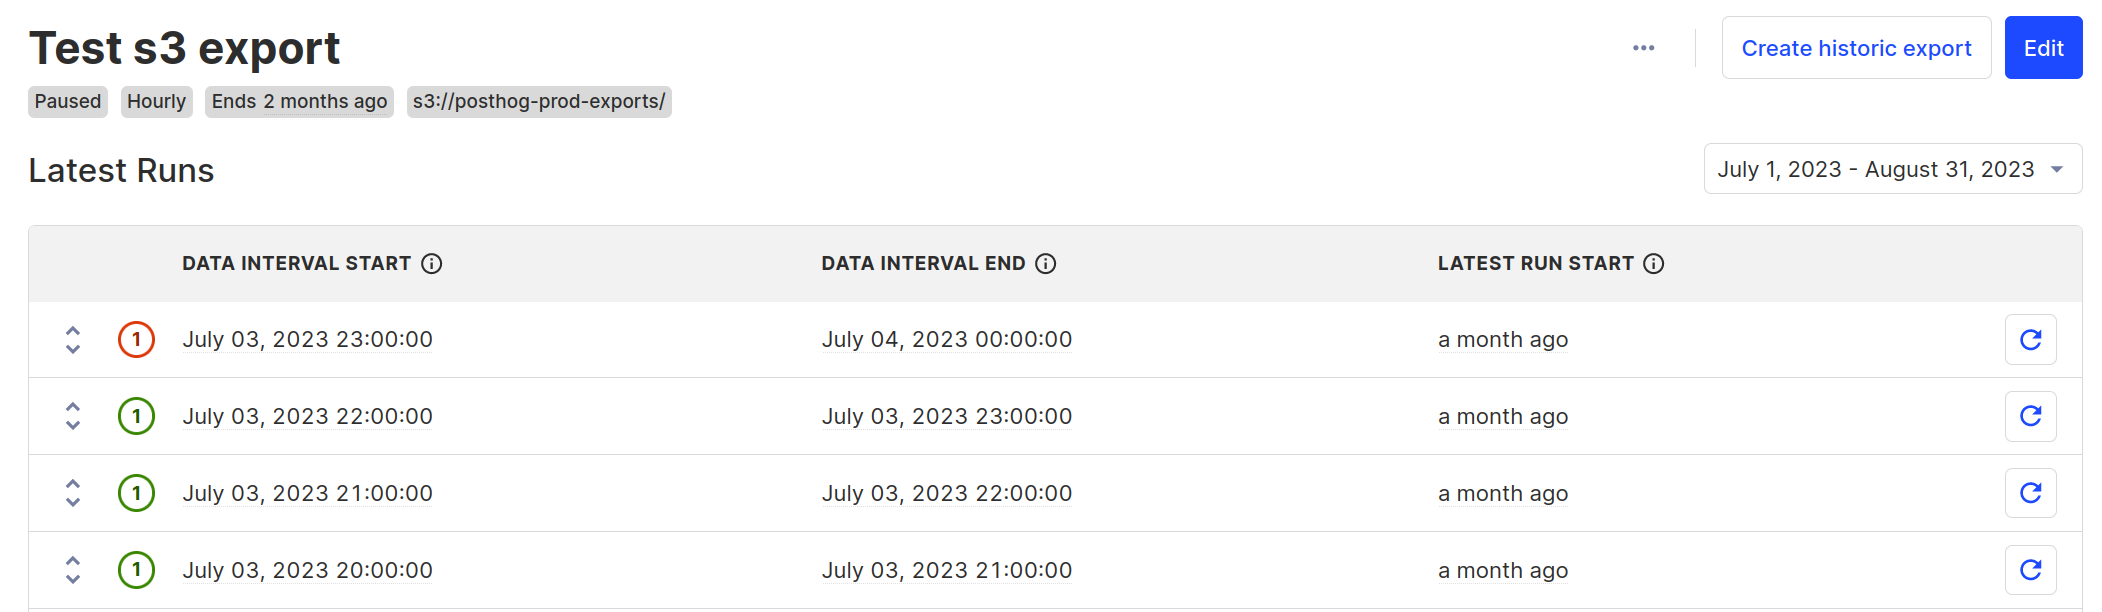 Test s3 export
Create historic export
Edit
Paused Hourly Ends 2 months ago s3://posthog-prod-exports/
Latest Runs
July 1, 2023 - August 31, 2023
DATA INTERVAL START DATA INTERVAL END LATEST RUN START
1 July 03, 2023 23:00:00 July 04, 2023 00:00:00 a month ago
1 July 03, 2023 22:00:00 July 03, 2023 23:00:00 a month ago
1 July 03, 2023 21:00:00 July 03, 2023 22:00:00 a month ago
1 July 03, 2023 20:00:00 July 03, 2023 21:00:00 a month ago